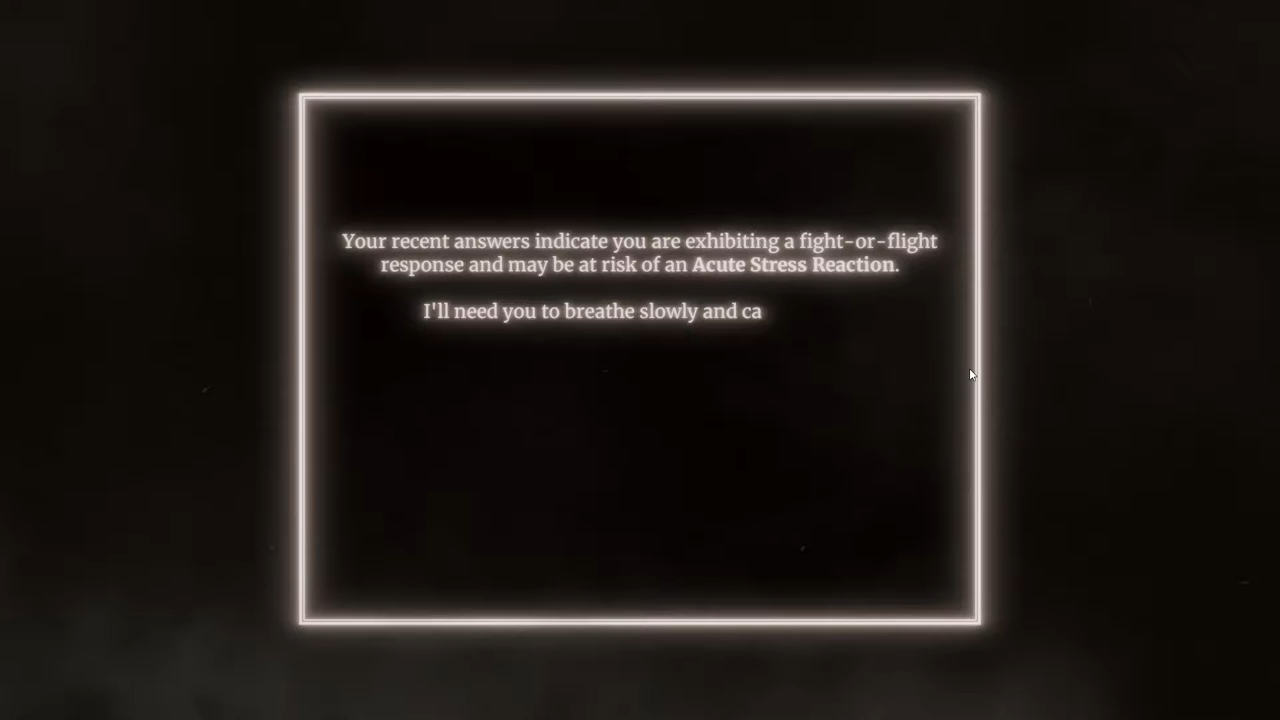 Your recent answers indicate you are exhibiting a fight-or-flight
response and may be at risk of an Acute Stress Reaction.
I'll need you to breathe slowly and ca